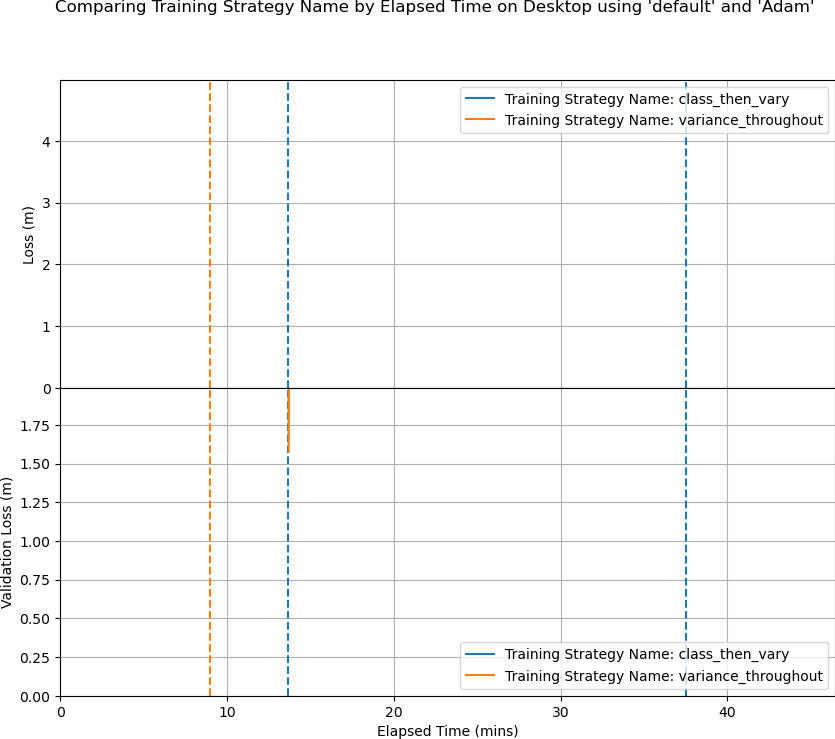 Comparing Training Strategy Name by Elapsed Time on Desktop using 'default' and 'Adam'
Training Strategy Name: class_then_vary
Training Strategy Name: variance_throughout
4
3
2
1
0
Loss (m)
1.75
1.50
1.25
1.00
0.75
0.50
0.25
0.00
Validation Loss (m)
Training Strategy Name: class_then_vary
Training Strategy Name: variance_throughout
0 10 20 30 40
Elapsed Time (mins)